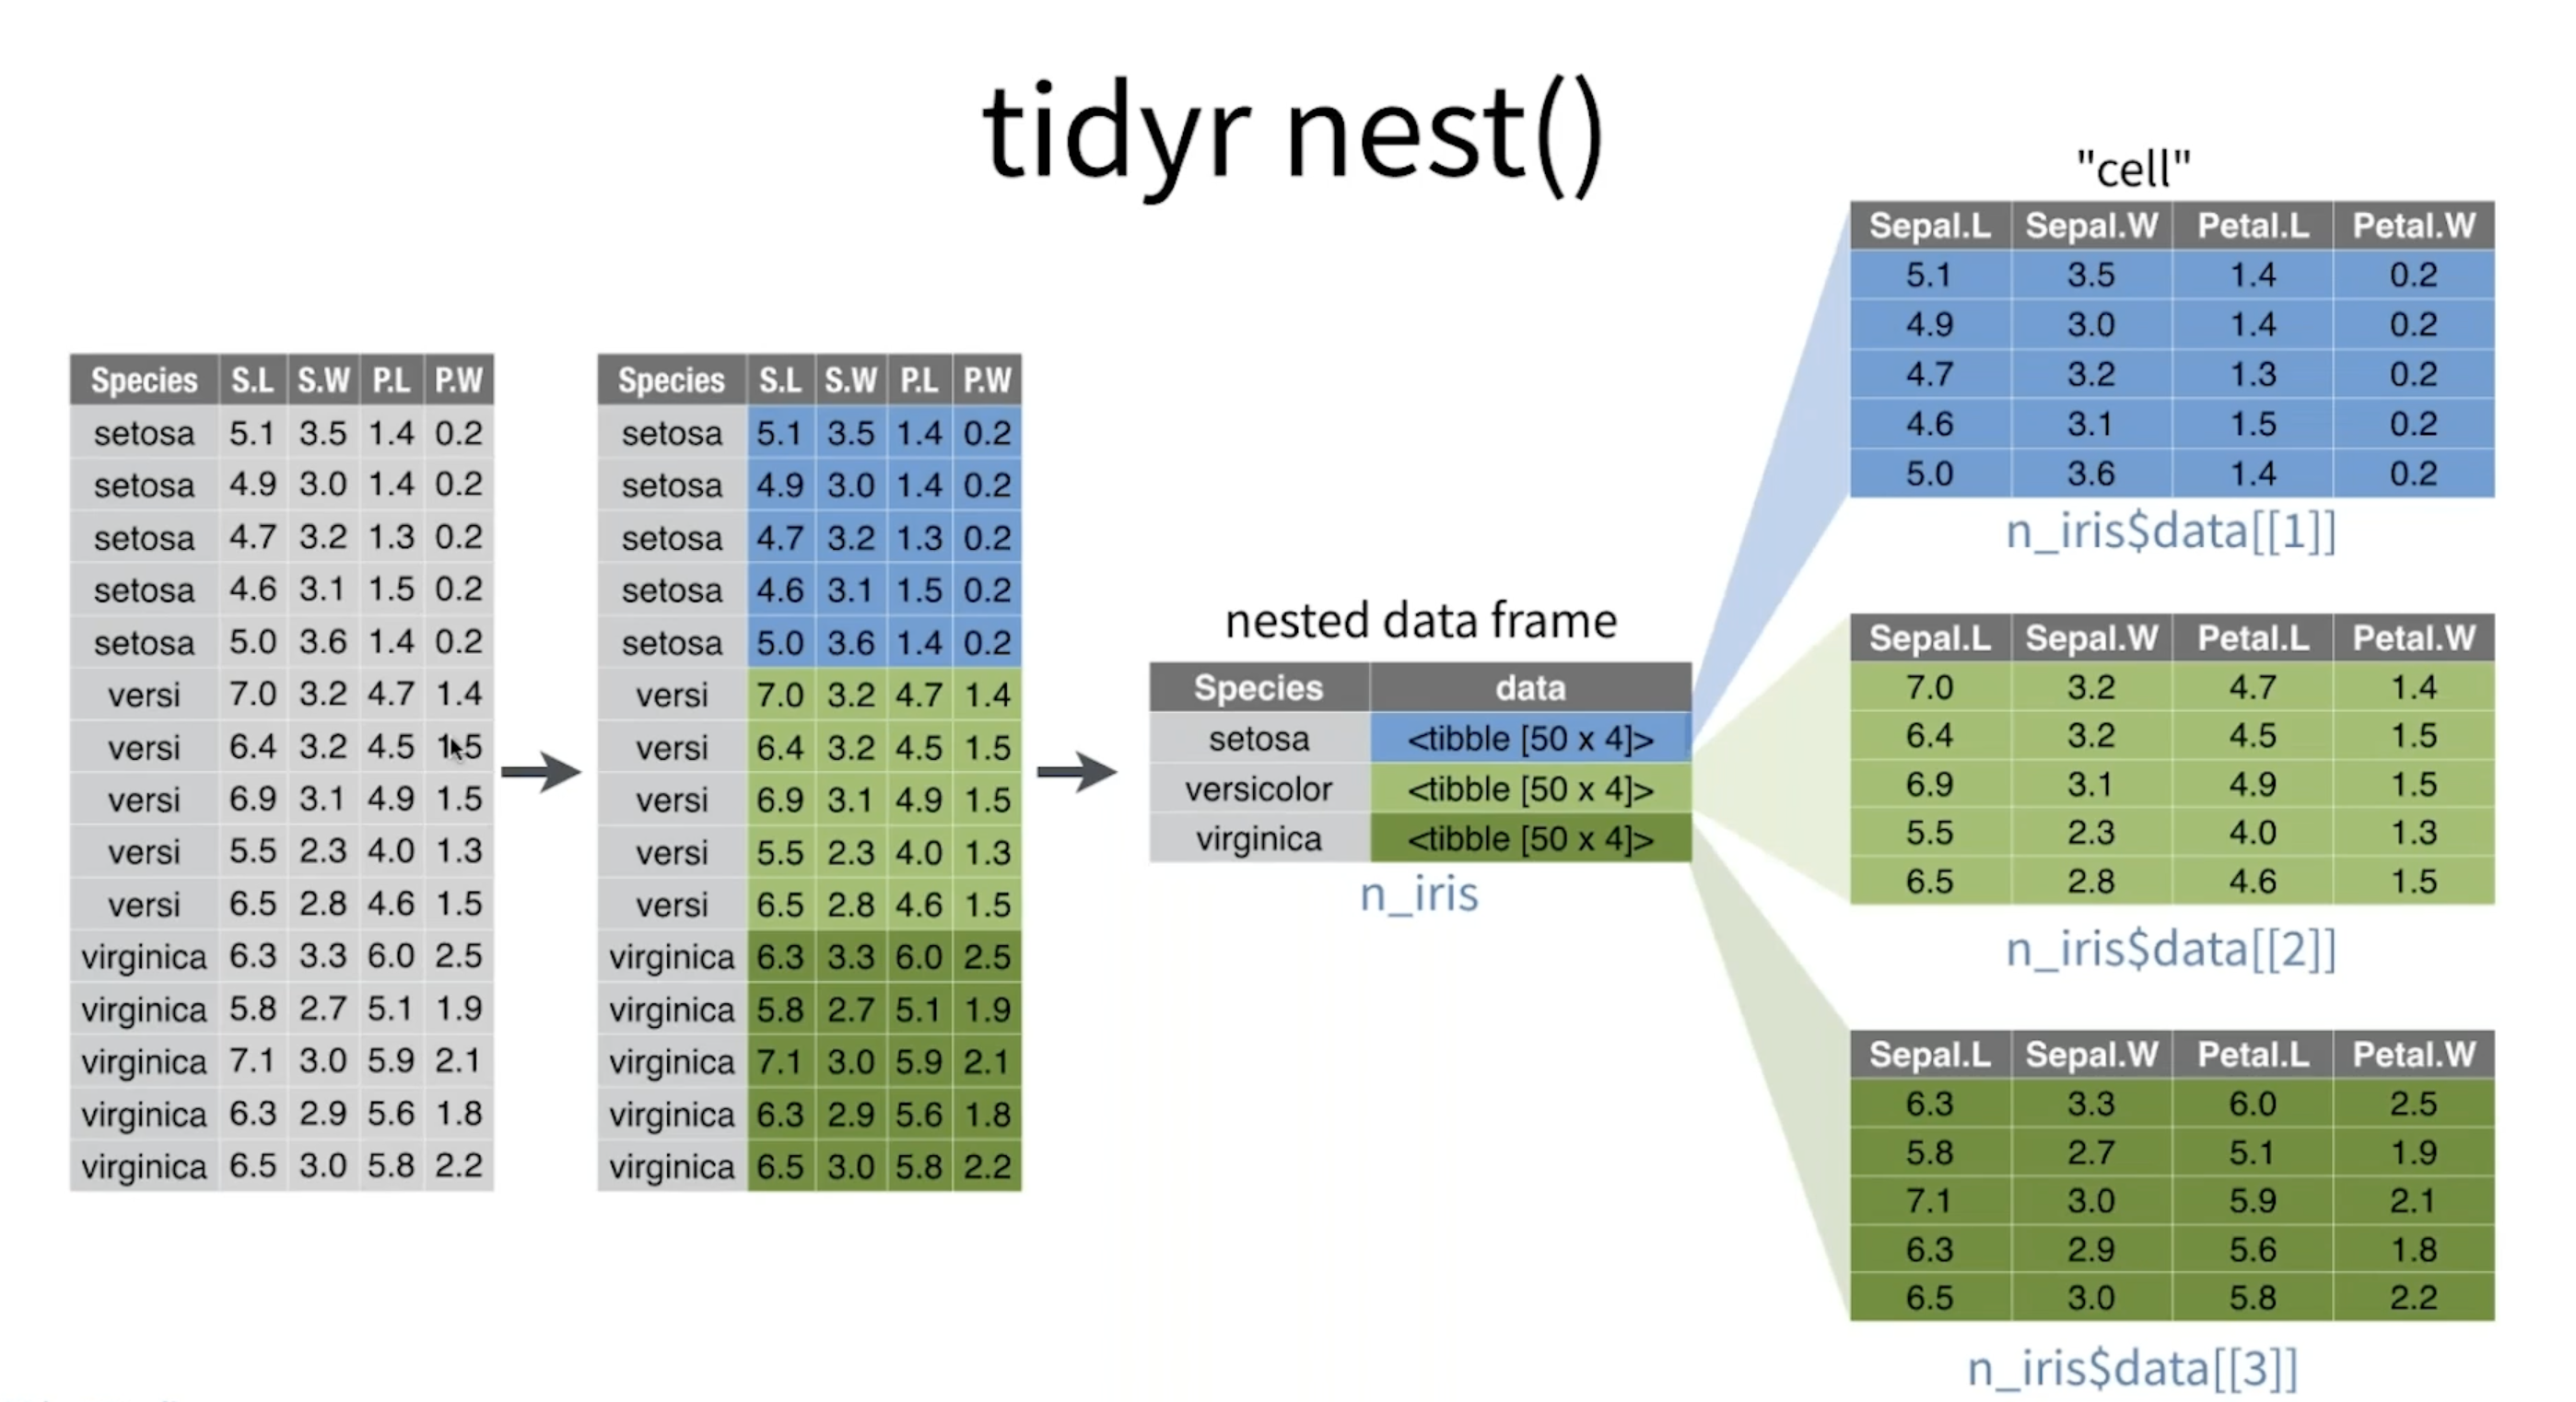 tidyr nest()
Species S.L S.W P.L P.W
setosa 5.1 3.5 1.4 0.2
setosa 4.9 3.0 1.4 0.2
setosa 4.7 3.2 1.3 0.2
setosa 4.6 3.1 1.5 0.2
setosa 5.0 3.6 1.4 0.2
versi 7.0 3.2 4.7 1.4
versi 6.4 3.2 4.5 1.5
versi 6.9 3.1 4.9 1.5
versi 5.5 2.3 4.0 1.3
versi 6.5 2.8 4.6 1.5
virginica 6.3 3.3 6.0 2.5
virginica 5.8 2.7 5.1 1.9
virginica 7.1 3.0 5.9 2.1
virginica 6.3 2.9 5.6 1.8
virginica 6.5 3.0 5.8 2.2
Species S.L S.W P.L P.W
setosa 5.1 3.5 1.4 0.2
setosa 4.9 3.0 1.4 0.2
setosa 4.7 3.2 1.3 0.2
setosa 4.6 3.1 1.5 0.2
setosa 5.0 3.6 1.4 0.2
versi 7.0 3.2 4.7 1.4
versi 6.4 3.2 4.5 1.5
versi 6.9 3.1 4.9 1.5
versi 5.5 2.3 4.0 1.3
versi 6.5 2.8 4.6 1.5
virginica 6.3 3.3 6.0 2.5
virginica 5.8 2.7 5.1 1.9
virginica 7.1 3.0 5.9 2.1
virginica 6.3 2.9 5.6 1.8
virginica 6.5 3.0 5.8 2.2
nested data frame
Species data
setosa <tibble [50 x 4]>
versicolor <tibble [50 x 4]>
virginica <tibble [50 x 4]>
n_iris
"cell"
Sepal.L Sepal.W Petal.L Petal.W
5.1 3.5 1.4 0.2
4.9 3.0 1.4 0.2
4.7 3.2 1.3 0.2
4.6 3.1 1.5 0.2
5.0 3.6 1.4 0.2
n_iris$data[[1]]
Sepal.L Sepal.W Petal.L Petal.W
7.0 3.2 4.7 1.4
6.4 3.2 4.5 1.5
6.9 3.1 4.9 1.5
5.5 2.3 4.0 1.3
6.5 2.8 4.6 1.5
n_iris$data[[2]]
Sepal.L Sepal.W Petal.L Petal.W
6.3 3.3 6.0 2.5
5.8 2.7 5.1 1.9
7.1 3.0 5.9 2.1
6.3 2.9 5.6 1.8
6.5 3.0 5.8 2.2
n_iris$data[[3]]